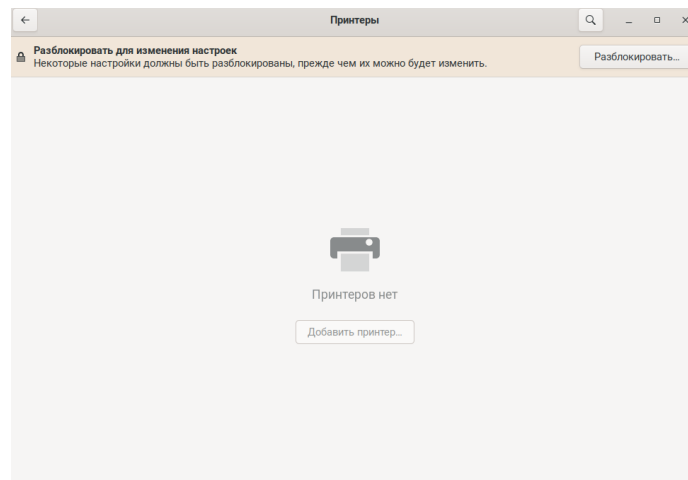 Принтеры
Разблокировать для изменения настроек
Некоторые настройки должны быть разблокированы, прежде чем их можно будет изменить.
Разблокировать...
Принтеров нет
Добавить принтер...